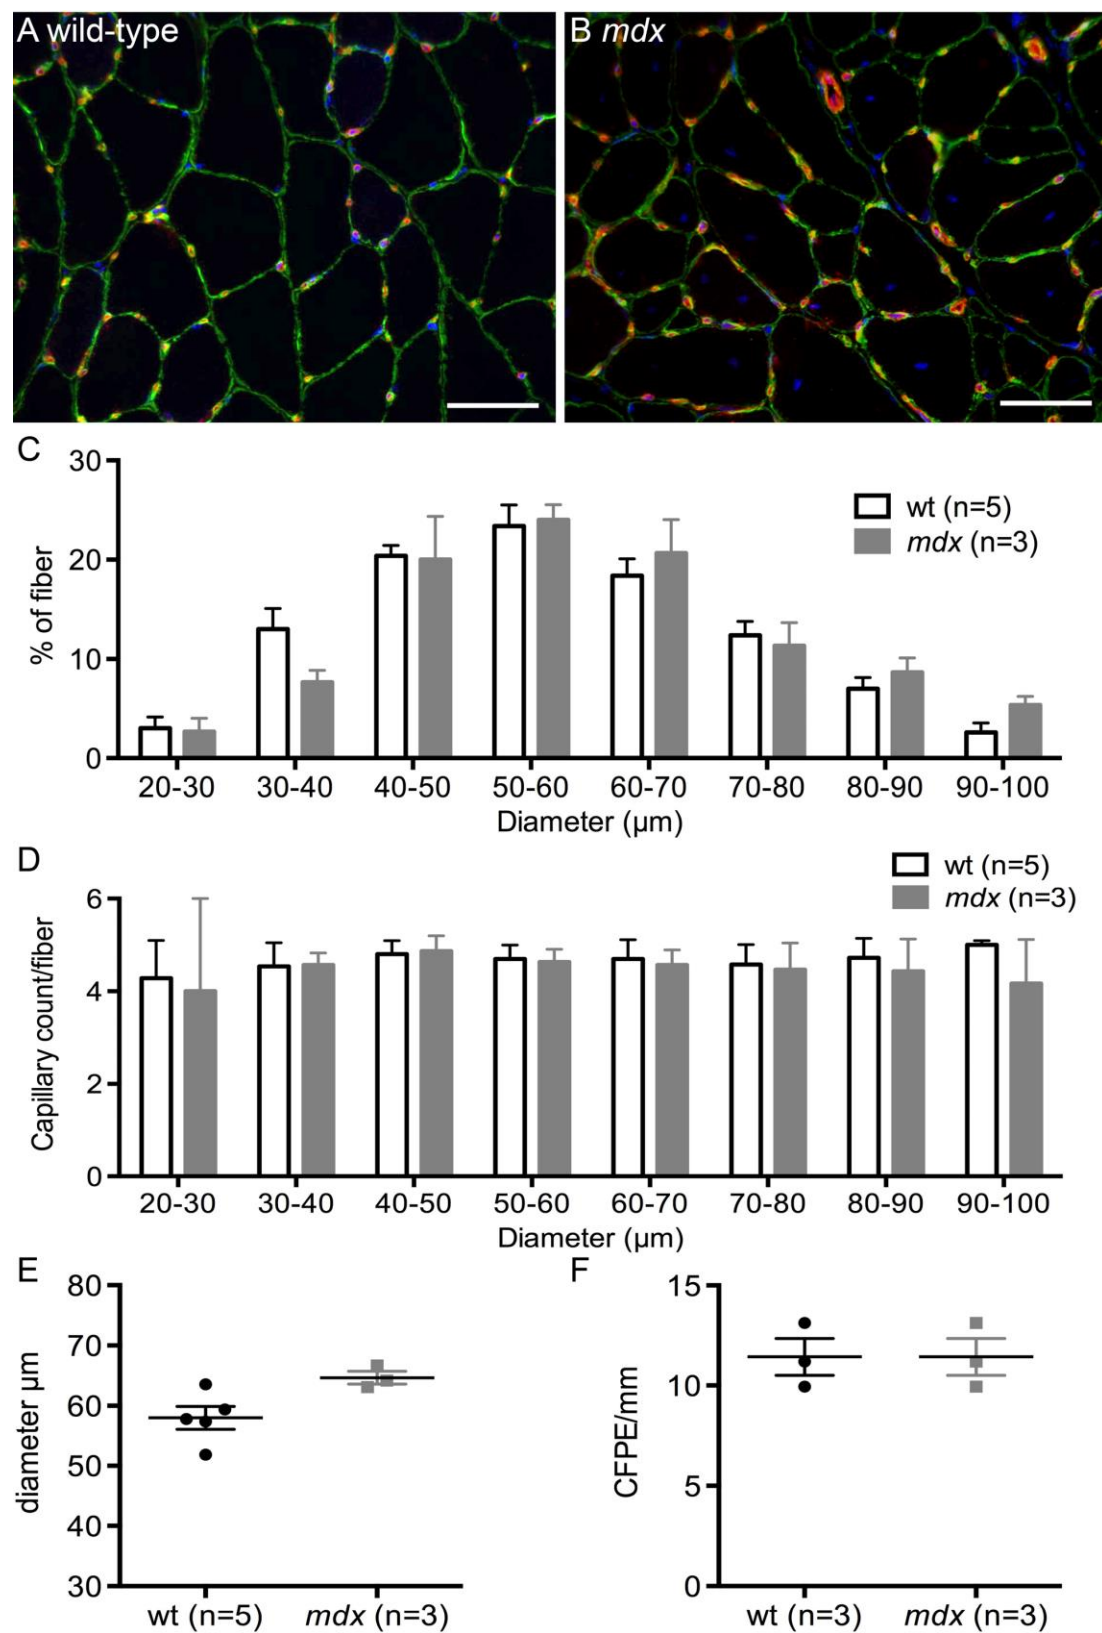 A wild-type
B mdx
C
30
20
10
0
% of fiber
wt (n=5)
mdx (n=3)
20-30 30-40 40-50 50-60 60-70 70-80 80-90 90-100
Diameter (µm)
D
6
4
2
0
Capillary count/fiber
wt (n=5)
mdx (n=3)
20-30 30-40 40-50 50-60 60-70 70-80 80-90 90-100
Diameter (µm)
E
80
70
60
50
40
30
diameter µm
wt (n=5) mdx (n=3)
F
15
10
5
0
CFPE/mm
wt (n=3) mdx (n=3)